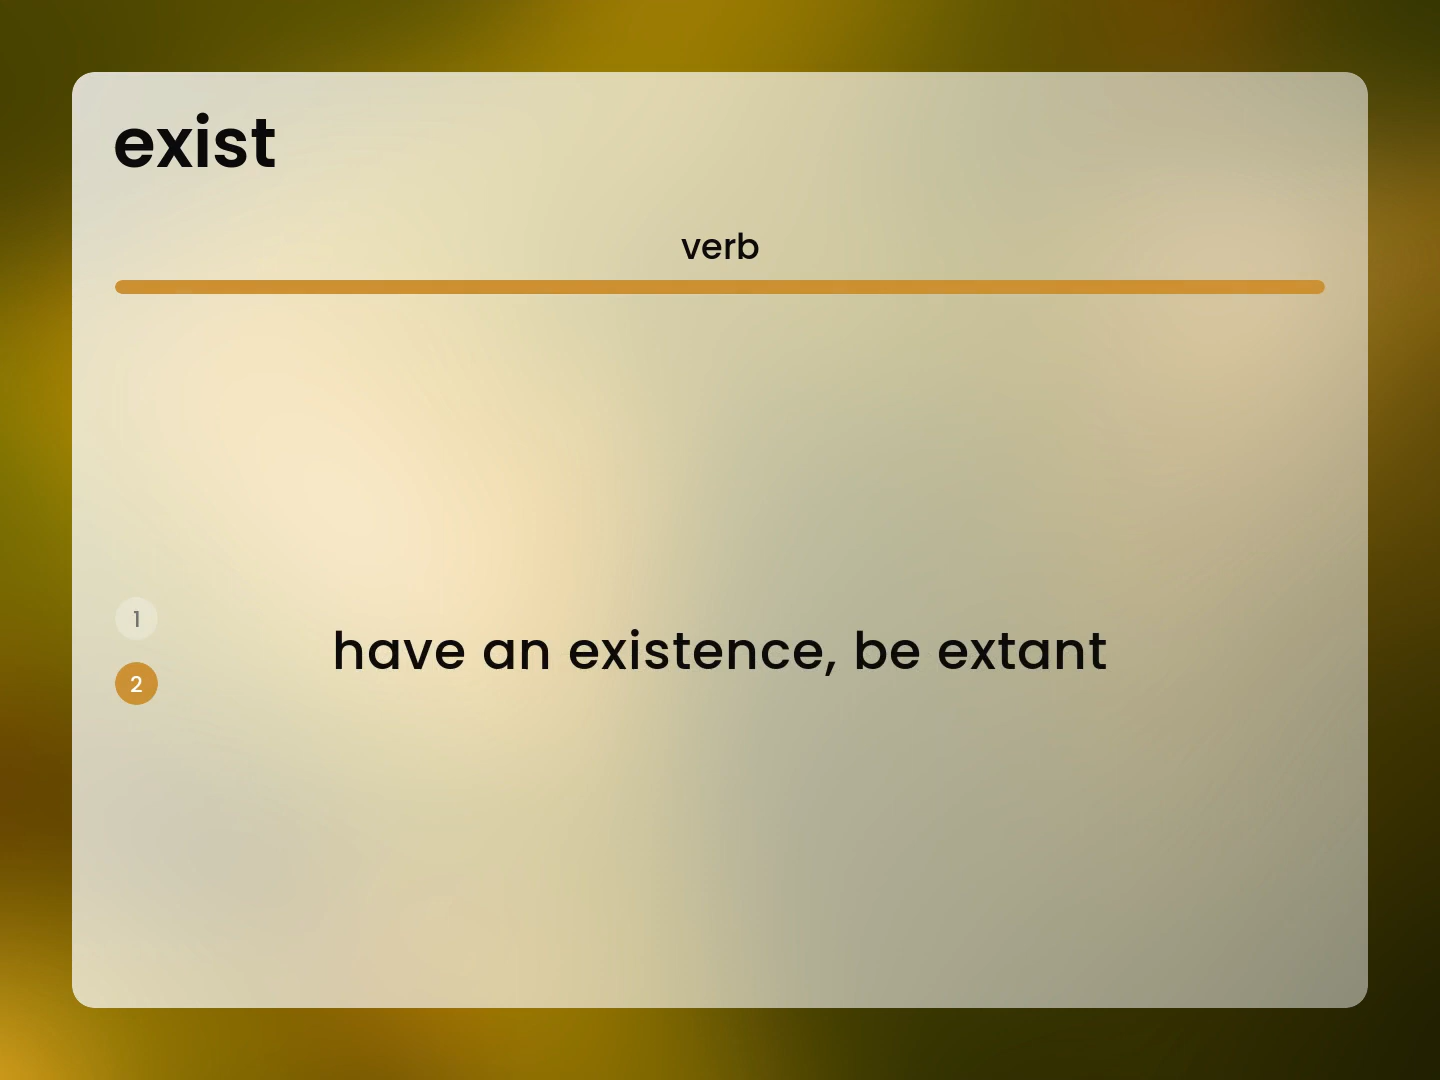 exist
verb
1
2
have an existence, be extant